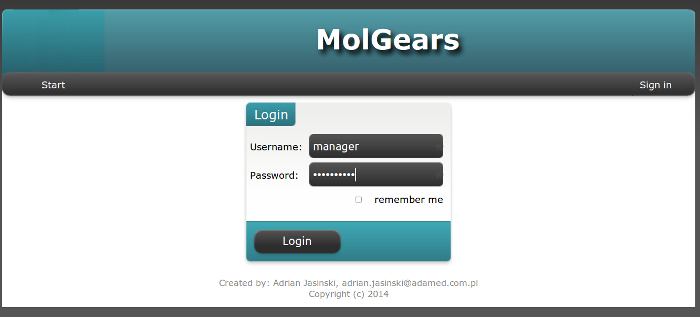 MolGears
Start Sign in
Login
Username: manager
Password: ••••••••••
remember me
Login
Created by: Adrian Jasinski, adrian.jasinski@adamed.com.pl
Copyright (c) 2014